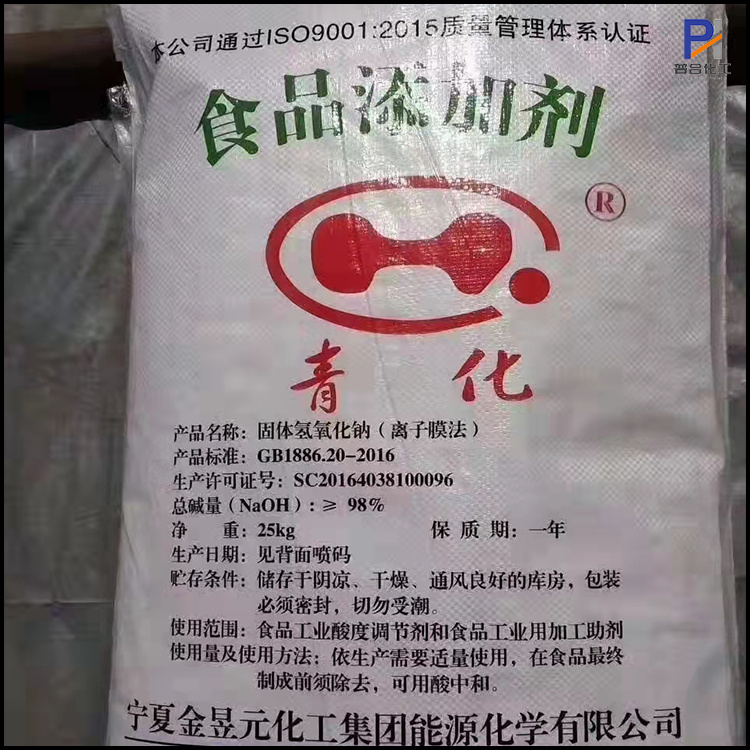 本公司通过ISO9001:2015质量管理体系认证
普合化工
食品添加剂
®
青化
产品名称：固体氢氧化钠（离子膜法）
产品标准：GB1886.20-2016
生产许可证号：SC20164038100096
总碱量（NaOH）：≥ 98%
净 重：25kg 保 质 期：一年
生产日期：见背面喷码
贮存条件：储存于阴凉、干燥、通风良好的库房，包装
必须密封，切勿受潮。
使用范围：食品工业酸度调节剂和食品工业用加工助剂
使用量及使用方法：依生产需要适量使用，在食品最终
制成前须除去，可用酸中和。
宁夏金昱元化工集团能源化学有限公司